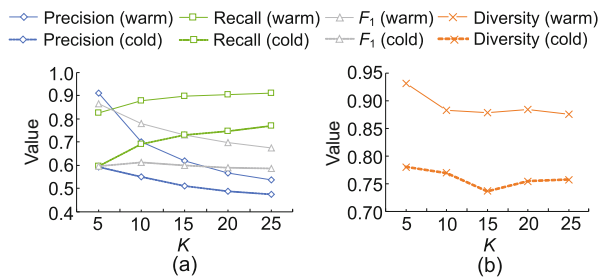 Precision (warm) Recall (warm) F1 (warm) Diversity (warm)
Precision (cold) Recall (cold) F1 (cold) Diversity (cold)
1.0
0.9
0.8
0.7
0.6
0.5
0.4
Value
5 10 15 20 25
K
(a)
0.95
0.90
0.85
0.80
0.75
0.70
Value
5 10 15 20 25
K
(b)